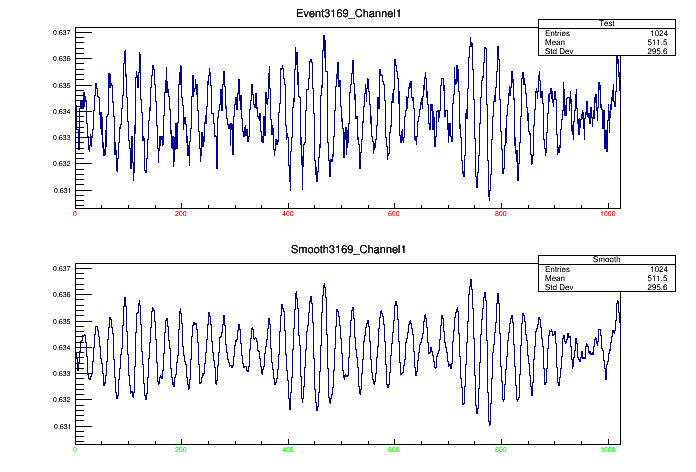 Event3169_Channel1
Test
Entries 1024
Mean 511.5
Std Dev 295.6
0.637
0.636
0.635
0.634
0.633
0.632
0.631
0 200 400 600 800 1000
Smooth3169_Channel1
Smooth
Entries 1024
Mean 511.5
Std Dev 295.6
0.637
0.636
0.635
0.634
0.633
0.632
0.631
0 200 400 600 800 1000